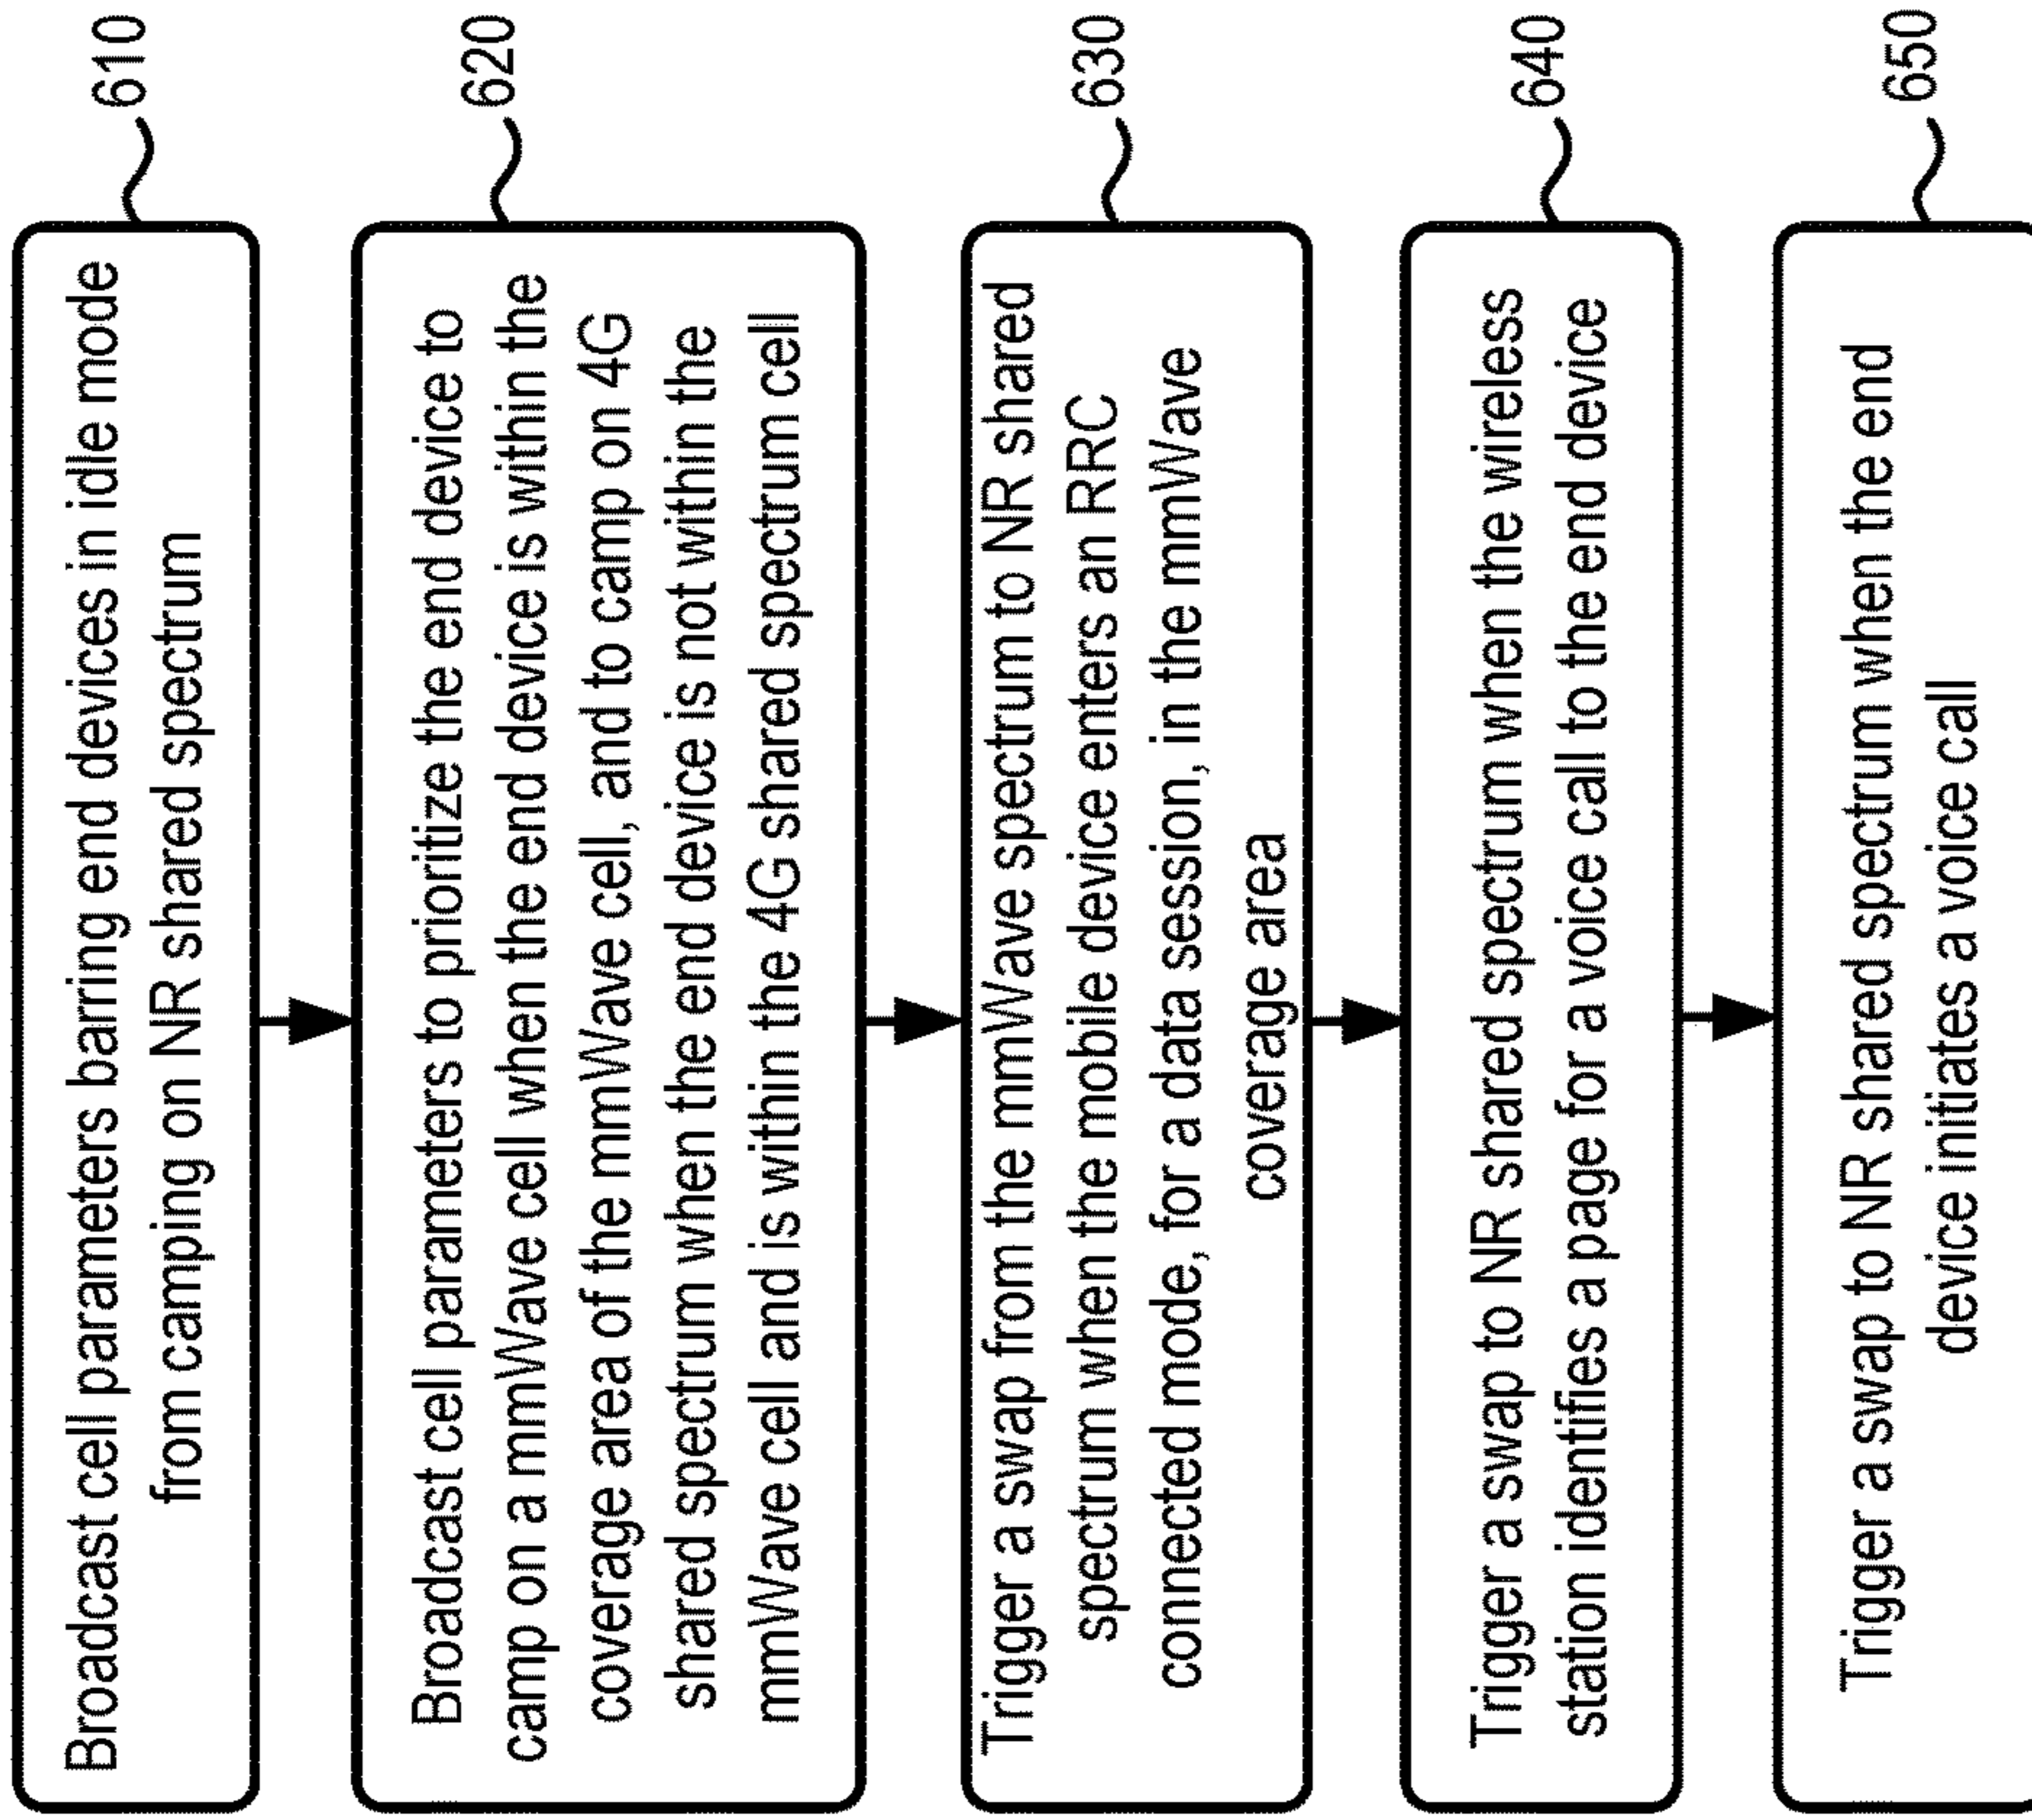 Broadcast cell parameters barring end devices in idle mode
from camping on NR shared spectrum
610
Broadcast cell parameters to prioritize the end device to
camp on a mmWave cell when the end device is within the
coverage area of the mmWave cell, and to camp on 4G
shared spectrum when the end device is not within the
mmWave cell and is within the 4G shared spectrum cell
620
Trigger a swap from the mmWave spectrum to NR shared
spectrum when the mobile device enters an RRC
connected mode, for a data session, in the mmWave
coverage area
630
Trigger a swap to NR shared spectrum when the wireless
station identifies a page for a voice call to the end device
640
Trigger a swap to NR shared spectrum when the end
device initiates a voice call
650